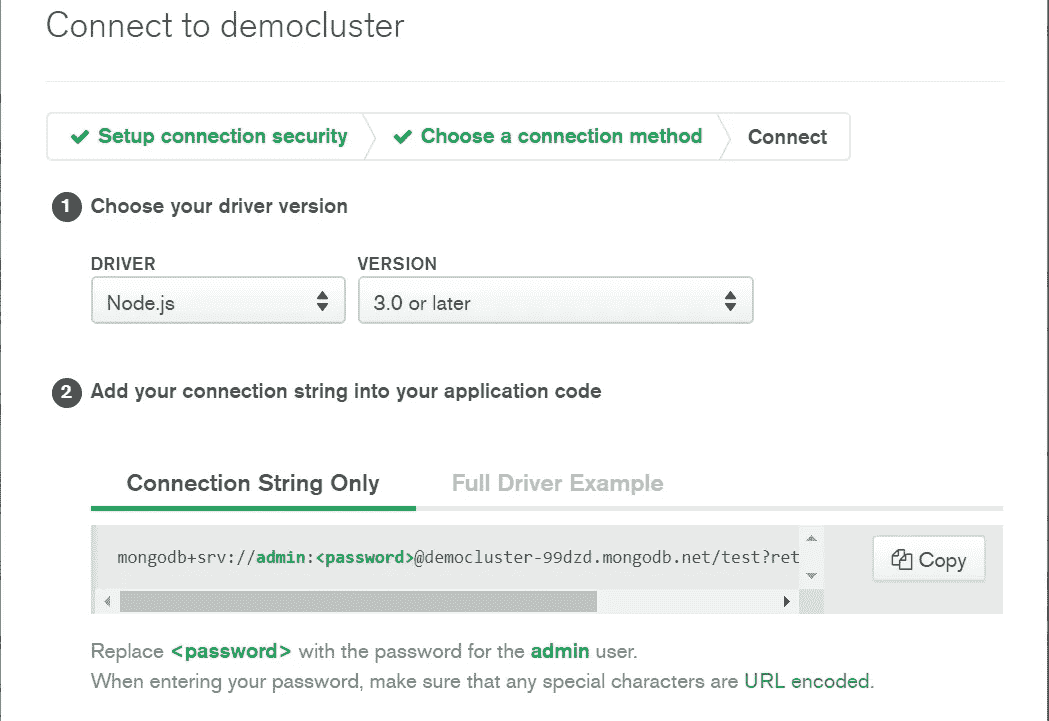 Connect to democluster
Setup connection security Choose a connection method Connect
1 Choose your driver version
DRIVER VERSION
Node.js 3.0 or later
2 Add your connection string into your application code
Connection String Only Full Driver Example
mongodb+srv://admin:<password>@democluster-99dzd.mongodb.net/test?ret
Copy
Replace <password> with the password for the admin user.
When entering your password, make sure that any special characters are URL encoded.